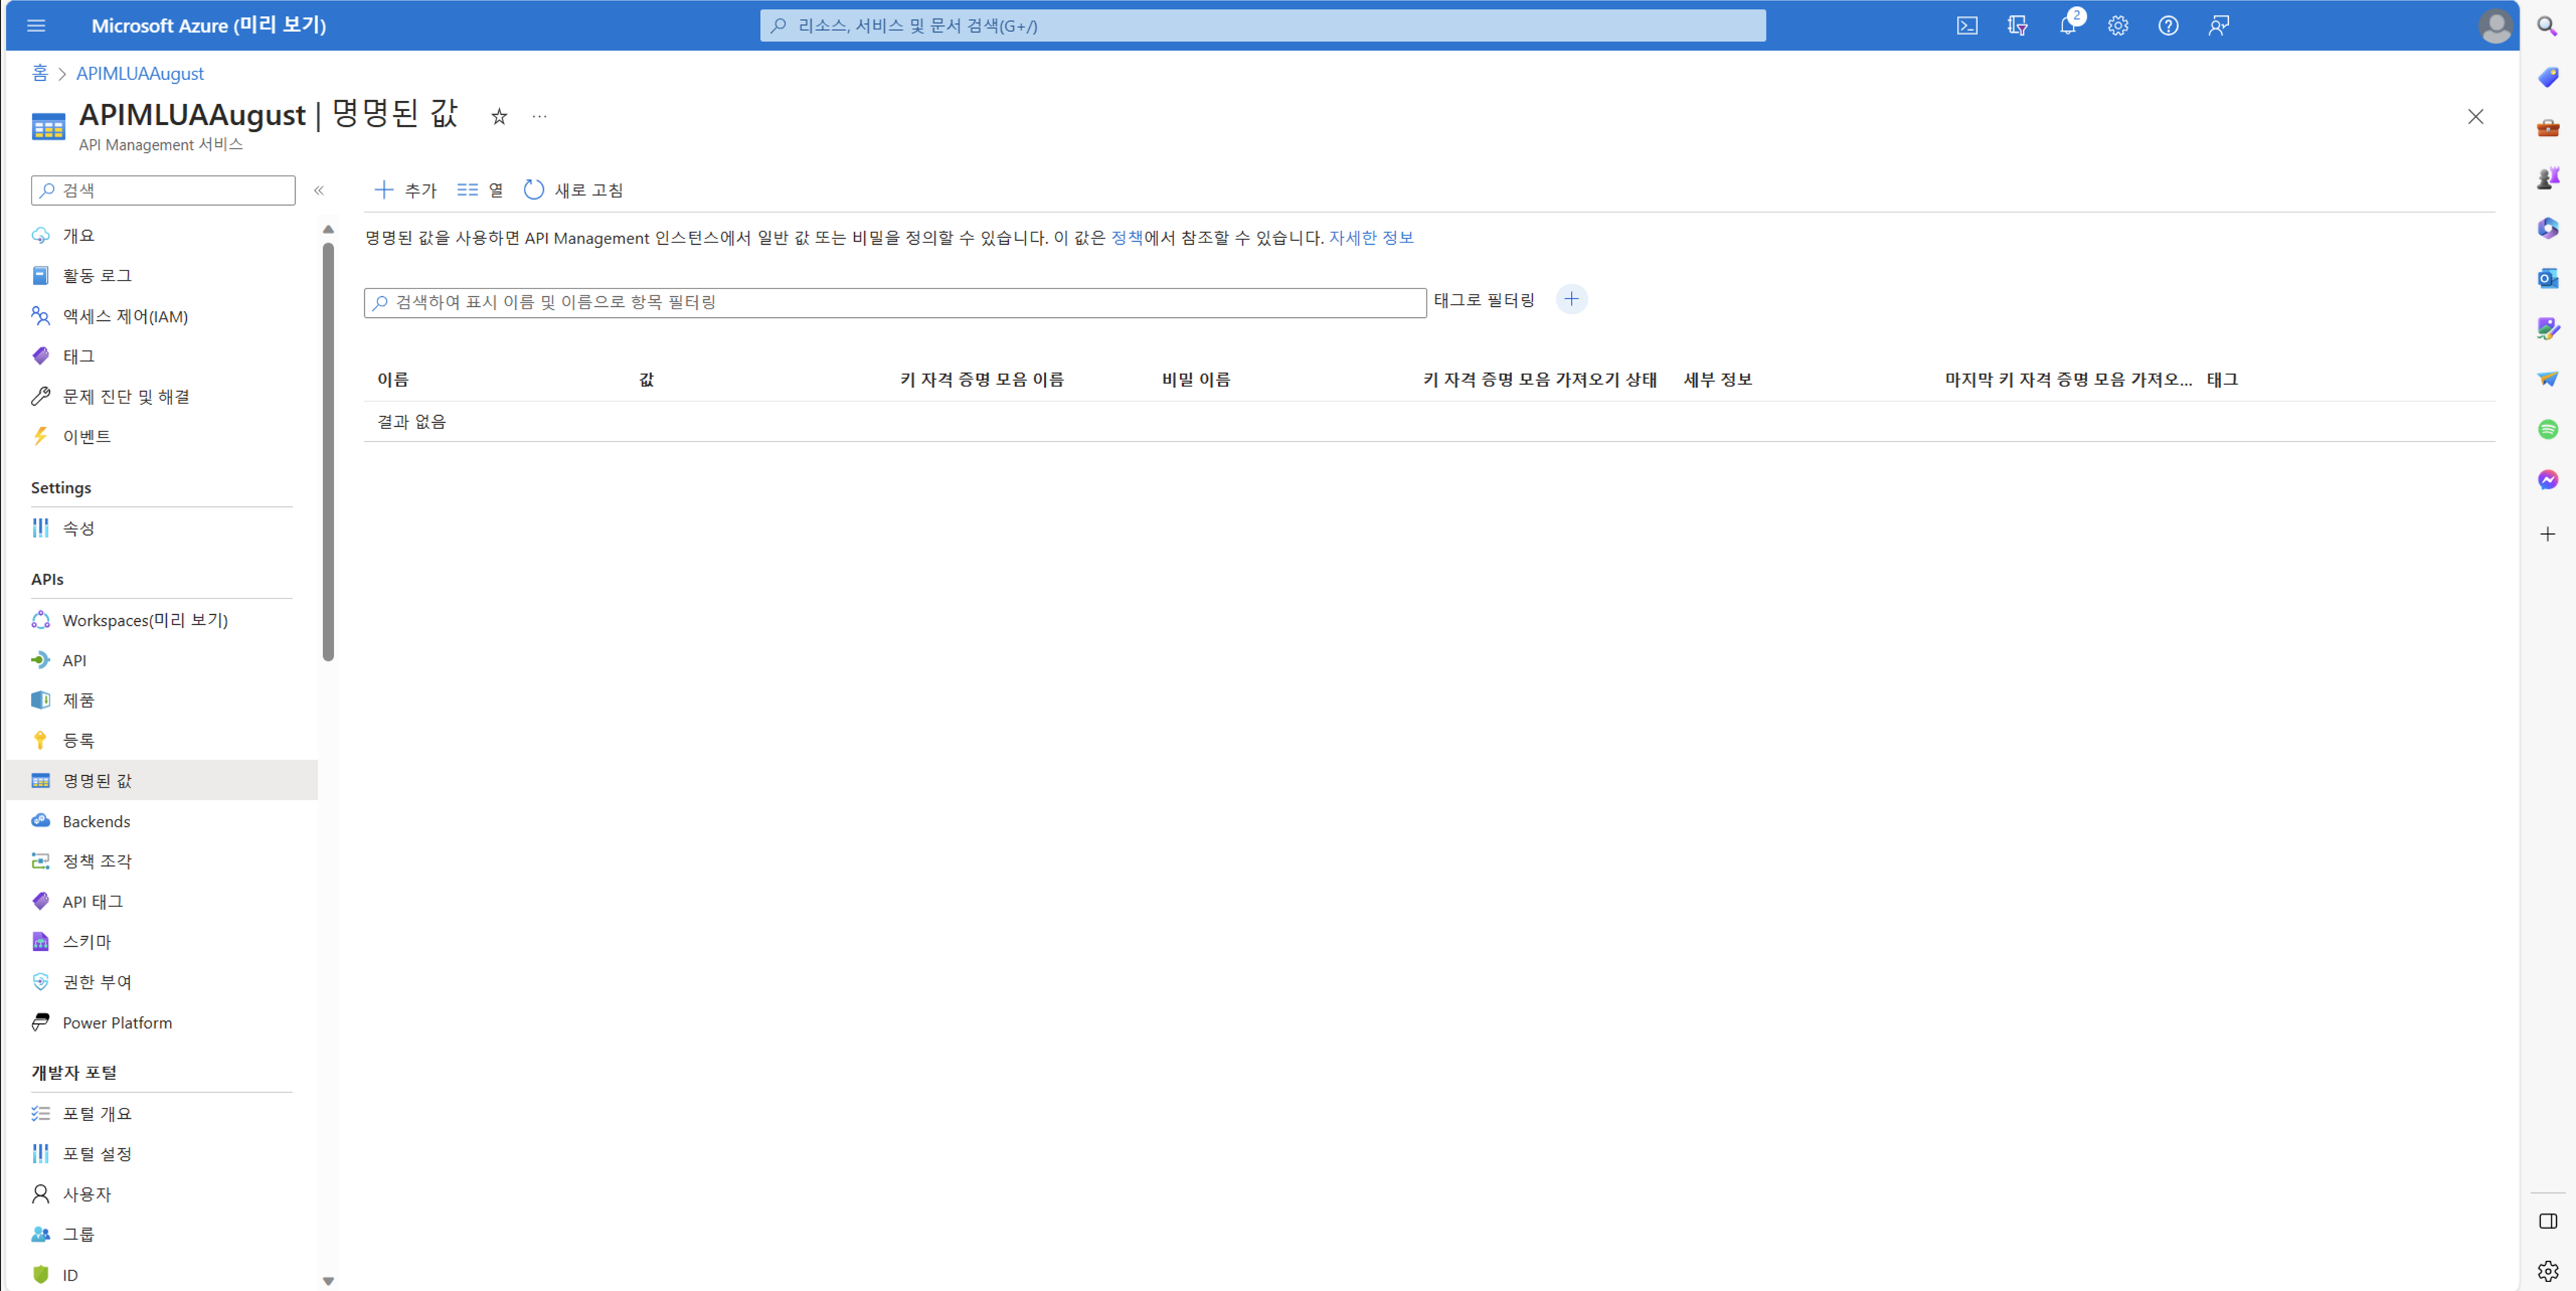 Microsoft Azure (미리 보기)
리소스, 서비스 및 문서 검색(G+/)
2
홈 > APIMLUAAugust
APIMLUAAugust | 명명된 값
API Management 서비스
검색
추가
열
새로 고침
명명된 값을 사용하면 API Management 인스턴스에서 일반 값 또는 비밀을 정의할 수 있습니다. 이 값은 정책에서 참조할 수 있습니다. 자세한 정보
검색하여 표시 이름 및 이름으로 항목 필터링
태그로 필터링
이름 값 키 자격 증명 모음 이름 비밀 이름 키 자격 증명 모음 가져오기 상태 세부 정보 마지막 키 자격 증명 모음 가져오... 태그
결과 없음
개요
활동 로그
액세스 제어(IAM)
태그
문제 진단 및 해결
이벤트
Settings
속성
APIs
Workspaces(미리 보기)
API
제품
등록
명명된 값
Backends
정책 조각
API 태그
스키마
권한 부여
Power Platform
개발자 포털
포털 개요
포털 설정
사용자
그룹
ID